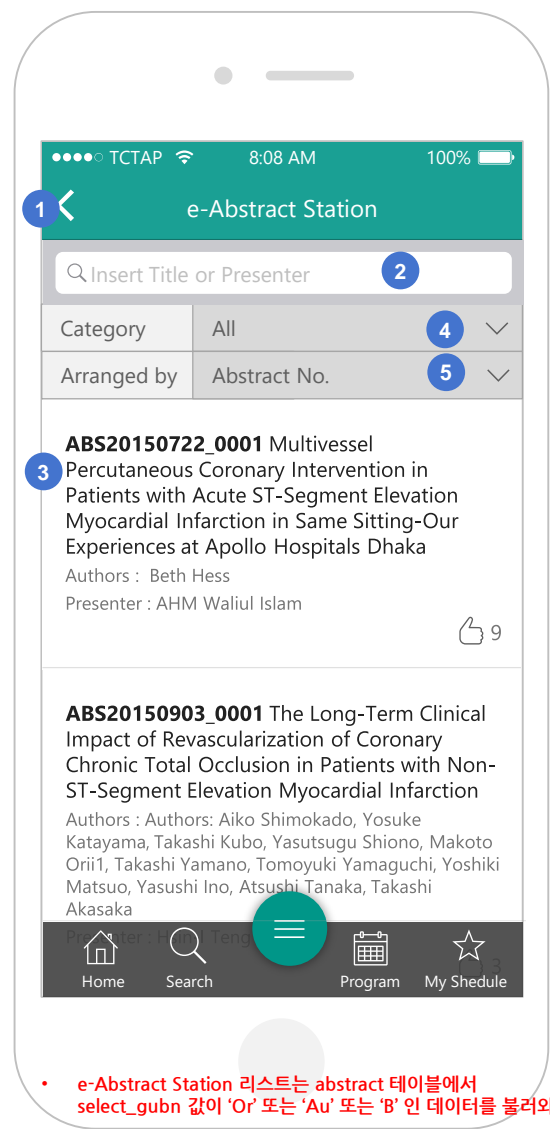 TCTAP 8:08 AM 100%
1 e-Abstract Station
Insert Title or Presenter 2
Category All 4
Arranged by Abstract No. 5
ABS20150722_0001 Multivessel
3 Percutaneous Coronary Intervention in
Patients with Acute ST-Segment Elevation
Myocardial Infarction in Same Sitting-Our
Experiences at Apollo Hospitals Dhaka
Authors : Beth Hess
Presenter : AHM Waliul Islam
9
ABS20150903_0001 The Long-Term Clinical
Impact of Revascularization of Coronary
Chronic Total Occlusion in Patients with Non-
ST-Segment Elevation Myocardial Infarction
Authors : Authors: Aiko Shimokado, Yosuke
Katayama, Takashi Kubo, Yasutsugu Shiono, Makoto
Orii1, Takashi Yamano, Tomoyuki Yamaguchi, Yoshiki
Matsuo, Yasushi Ino, Atsushi Tanaka, Takashi
Akasaka
Presenter : Teng
3
Home Search Program My Shedule
• e-Abstract Station 리스트는 abstract 테이블에서
select_gubn 값이 ‘Or’ 또는 ‘Au’ 또는 ‘B’ 인 데이터를 불러와